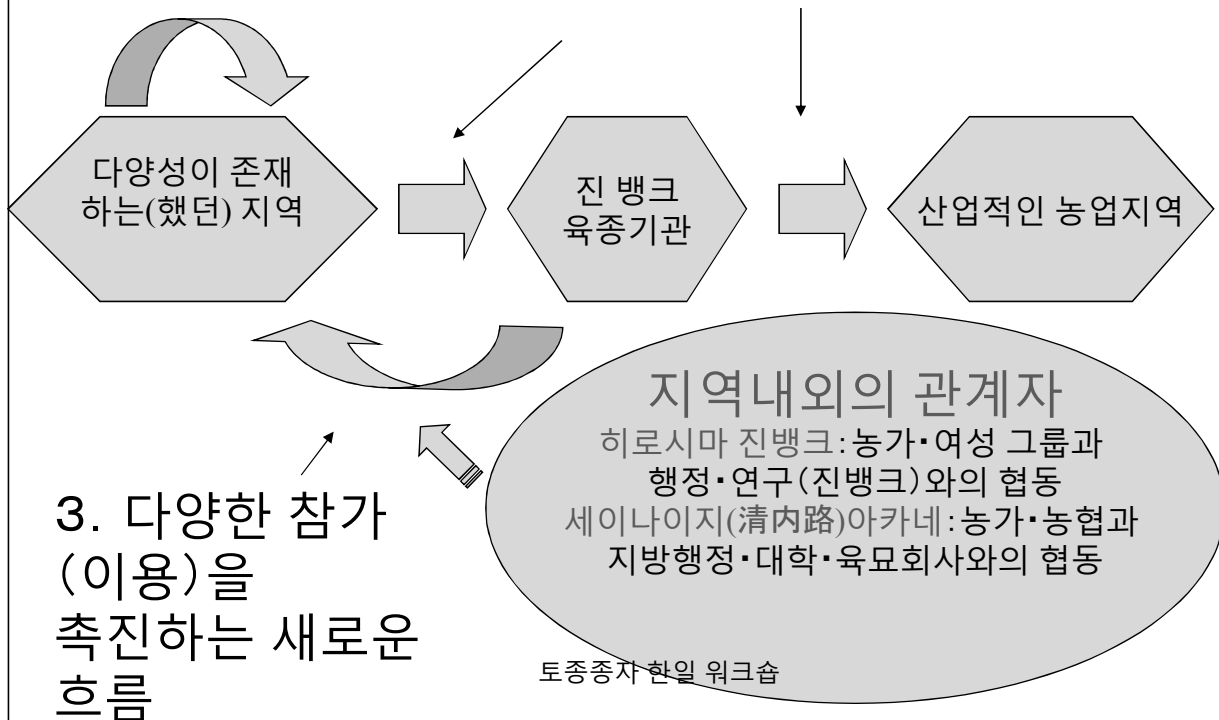 다양성이 존재
하는(했던) 지역
진 뱅크
육종기관
산업적인 농업지역
지역내외의 관계자
히로시마 진뱅크:농가･여성 그룹과
행정･연구(진뱅크)와의 협동
세이나이지(清内路)아카네:농가･농협과
지방행정･대학･육묘회사와의 협동
3. 다양한 참가
(이용)을
촉진하는 새로운
흐름
토종종자 한일 워크숍